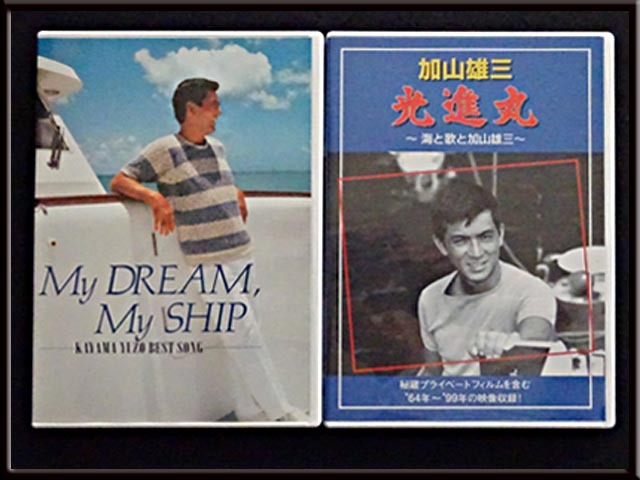 My DREAM,
My SHIP
KAYAMA YUZO BEST SONG
加山雄三
光進丸
～海と歌と加山雄三～
秘蔵プライベートフィルムを含む
'64年～'99年の映像収録!